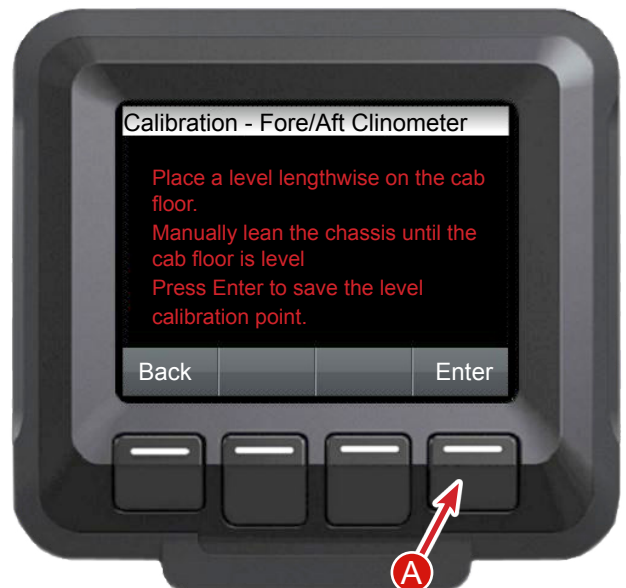 Calibration - Fore/Aft Clinometer
Place a level lengthwise on the cab
floor.
Manually lean the chassis until the
cab floor is level
Press Enter to save the level
calibration point.
Back
Enter
A